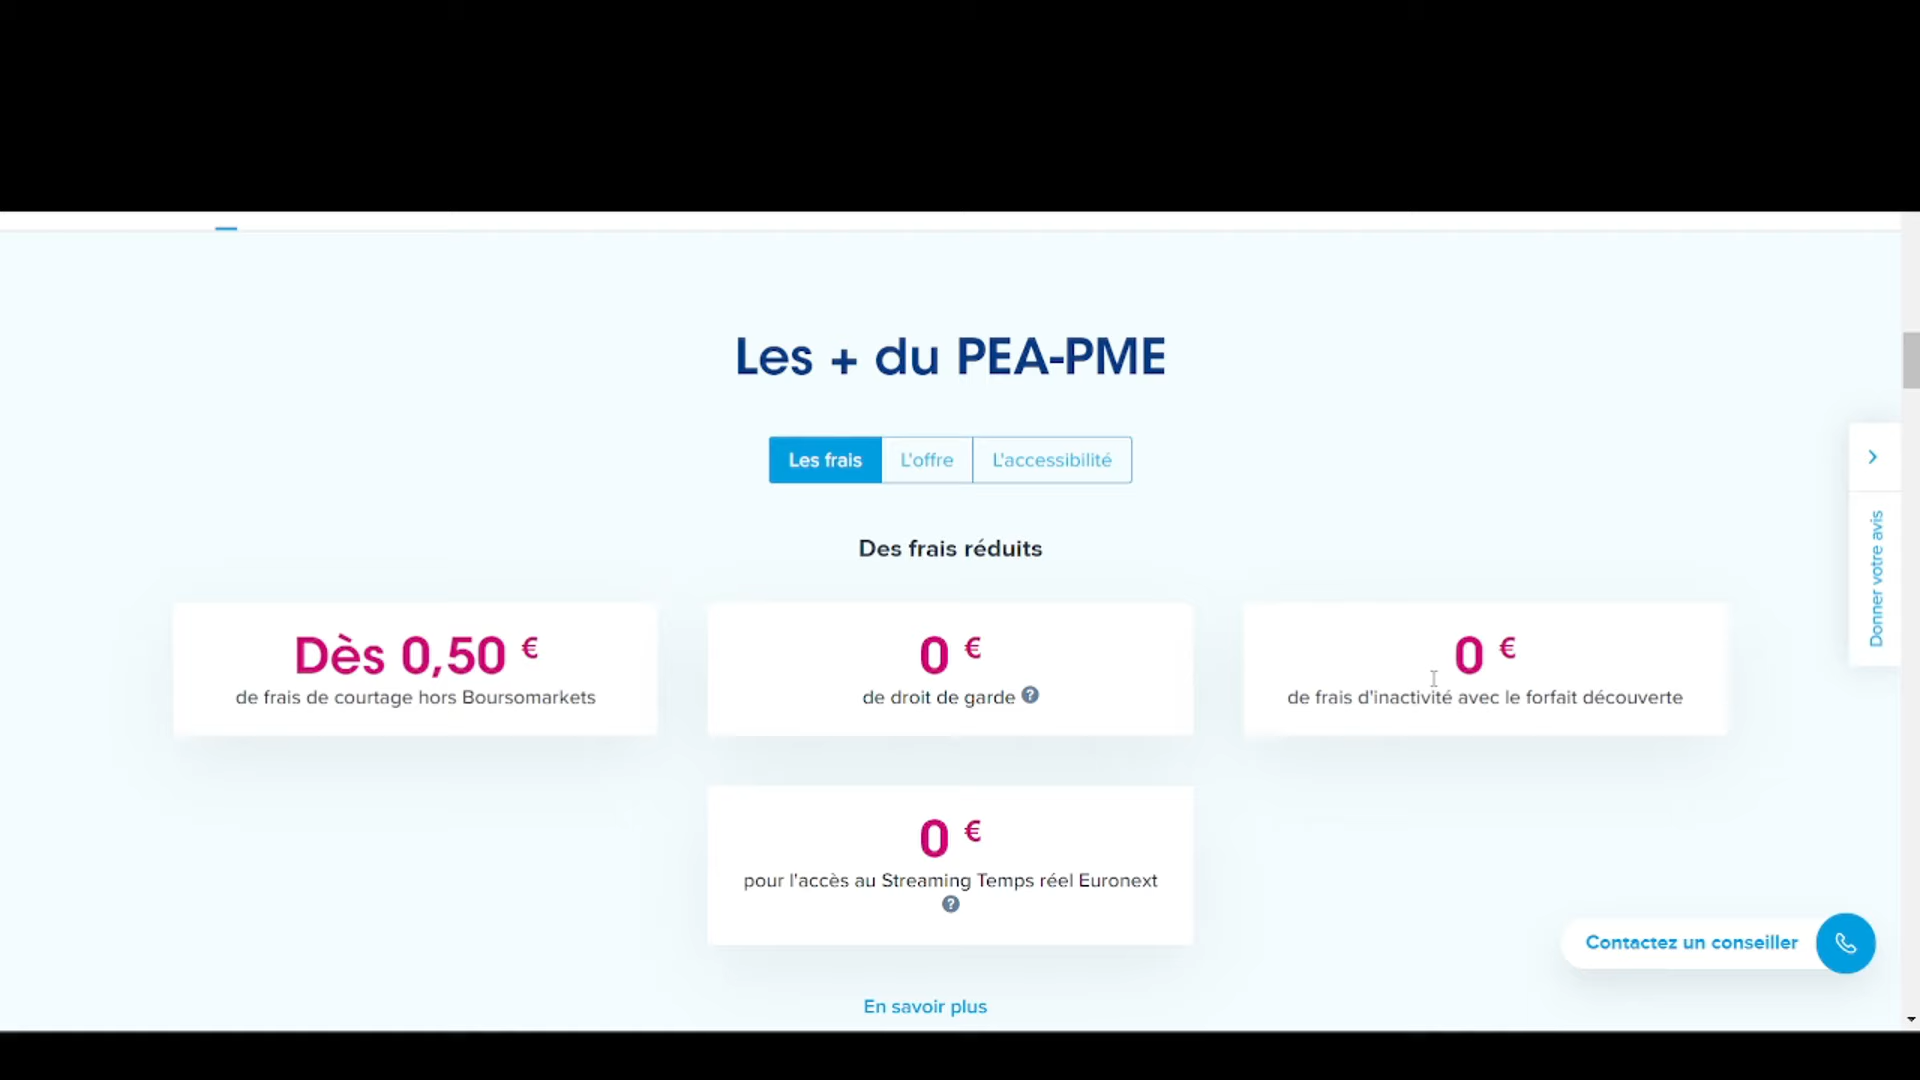 Les + du PEA-PME
Les frais
L'offre
L'accessibilité
Des frais réduits
Dès 0,50 €
de frais de courtage hors Boursomarkets
0 €
de droit de garde ?
0 €
de frais d'inactivité avec le forfait découverte
0 €
pour l'accès au Streaming Temps réel Euronext
?
En savoir plus
Donner votre avis
Contactez un conseiller